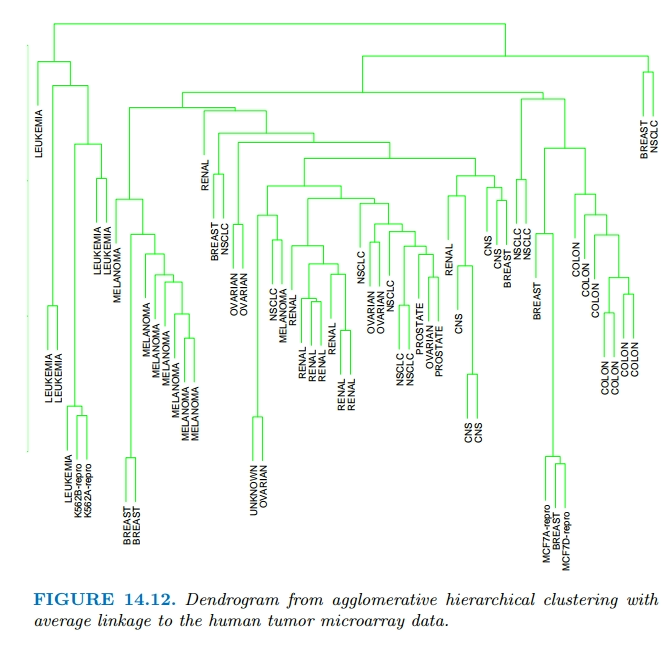 LEUKEMIA
LEUKEMIA
LEUKEMIA
LEUKEMIA
K562B-repro
K562A-repro
LEUKEMIA
LEUKEMIA
MELANOMA
BREAST
BREAST
MELANOMA
MELANOMA
MELANOMA
MELANOMA
MELANOMA
MELANOMA
RENAL
BREAST
NSCLC
OVARIAN
OVARIAN
UNKNOWN
OVARIAN
NSCLC
MELANOMA
RENAL
RENAL
RENAL
RENAL
RENAL
RENAL
RENAL
NSCLC
OVARIAN
OVARIAN
NSCLC
NSCLC
NSCLC
PROSTATE
OVARIAN
PROSTATE
RENAL
CNS
CNS
CNS
CNS
CNS
BREAST
NSCLC
NSCLC
BREAST
MCF7A-repro
BREAST
MCF7D-repro
COLON
COLON
COLON
COLON
COLON
COLON
COLON
BREAST
NSCLC
FIGURE 14.12. Dendrogram from agglomerative hierarchical clustering with
average linkage to the human tumor microarray data.